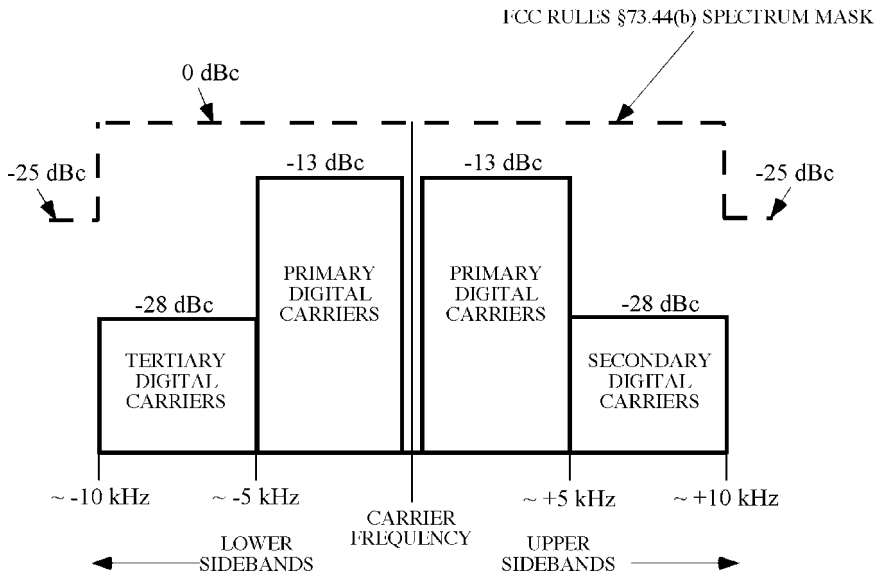 FCC RULES §73.44(b) SPECTRUM MASK
0 dBc
-25 dBc
-13 dBc
-13 dBc
-25 dBc
PRIMARY
DIGITAL
CARRIERS
PRIMARY
DIGITAL
CARRIERS
-28 dBc
-28 dBc
TERTIARY
DIGITAL
CARRIERS
SECONDARY
DIGITAL
CARRIERS
~ -10 kHz
~ -5 kHz
~ +5 kHz
~ +10 kHz
CARRIER
FREQUENCY
LOWER
SIDEBANDS
UPPER
SIDEBANDS